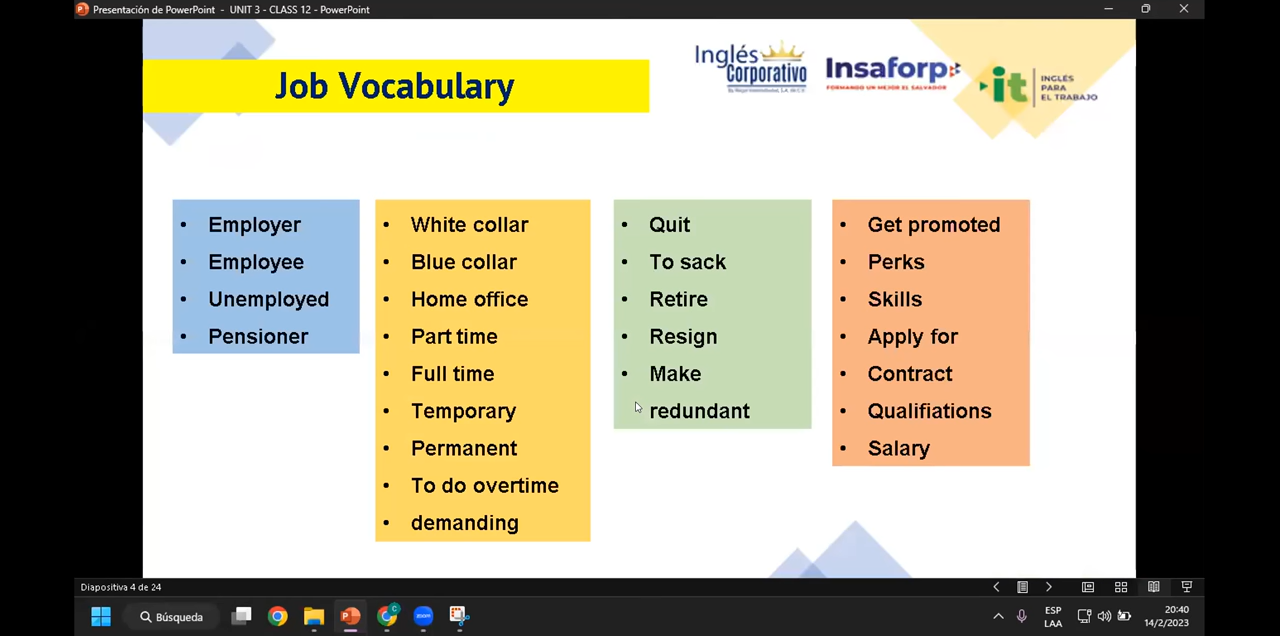 Presentación de PowerPoint - UNIT 3 - CLASS 12 - PowerPoint
Job Vocabulary
Inglés
Corporativo
Insaforp
FORMANDO UN MEJOR EL SALVADOR
it
INGLÉS
PARA
EL TRABAJO
• Employer
• Employee
• Unemployed
• Pensioner
• White collar
• Blue collar
• Home office
• Part time
• Full time
• Temporary
• Permanent
• To do overtime
• demanding
• Quit
• To sack
• Retire
• Resign
• Make
redundant
• Get promoted
• Perks
• Skills
• Apply for
• Contract
• Qualifiations
• Salary
Diapositiva 4 de 24
Búsqueda
zoom
ESP
LAA
20:40
14/2/2023